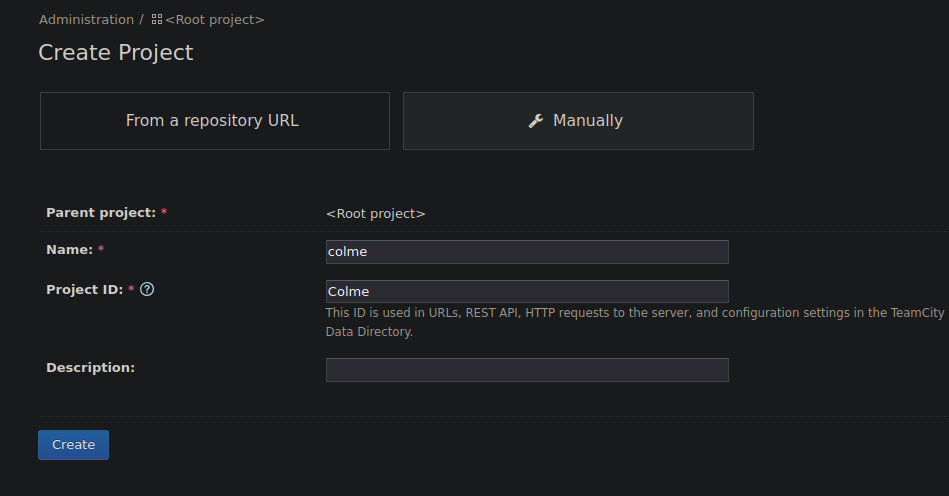 Administration / <Root project>
Create Project
From a repository URL
Manually
Parent project: * <Root project>
Name: * colme
Project ID: * ? Colme
This ID is used in URLs, REST API, HTTP requests to the server, and configuration settings in the TeamCity
Data Directory.
Description:
Create